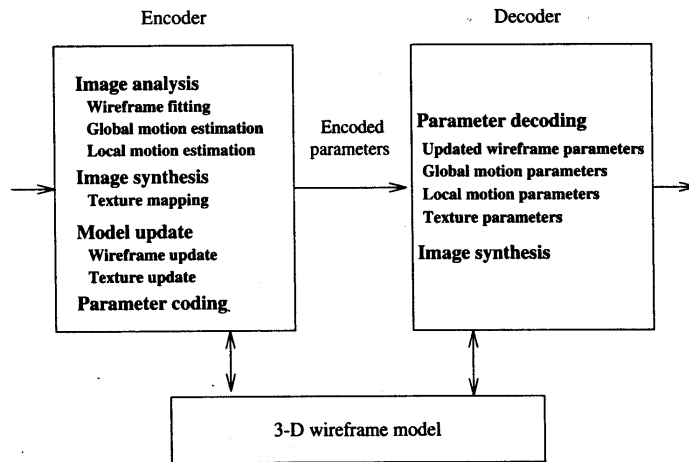 Encoder
Decoder
Image analysis
Wireframe fitting
Global motion estimation
Local motion estimation
Image synthesis
Texture mapping
Model update
Wireframe update
Texture update
Parameter coding
Encoded
parameters
Parameter decoding
Updated wireframe parameters
Global motion parameters
Local motion parameters
Texture parameters
Image synthesis
3-D wireframe model